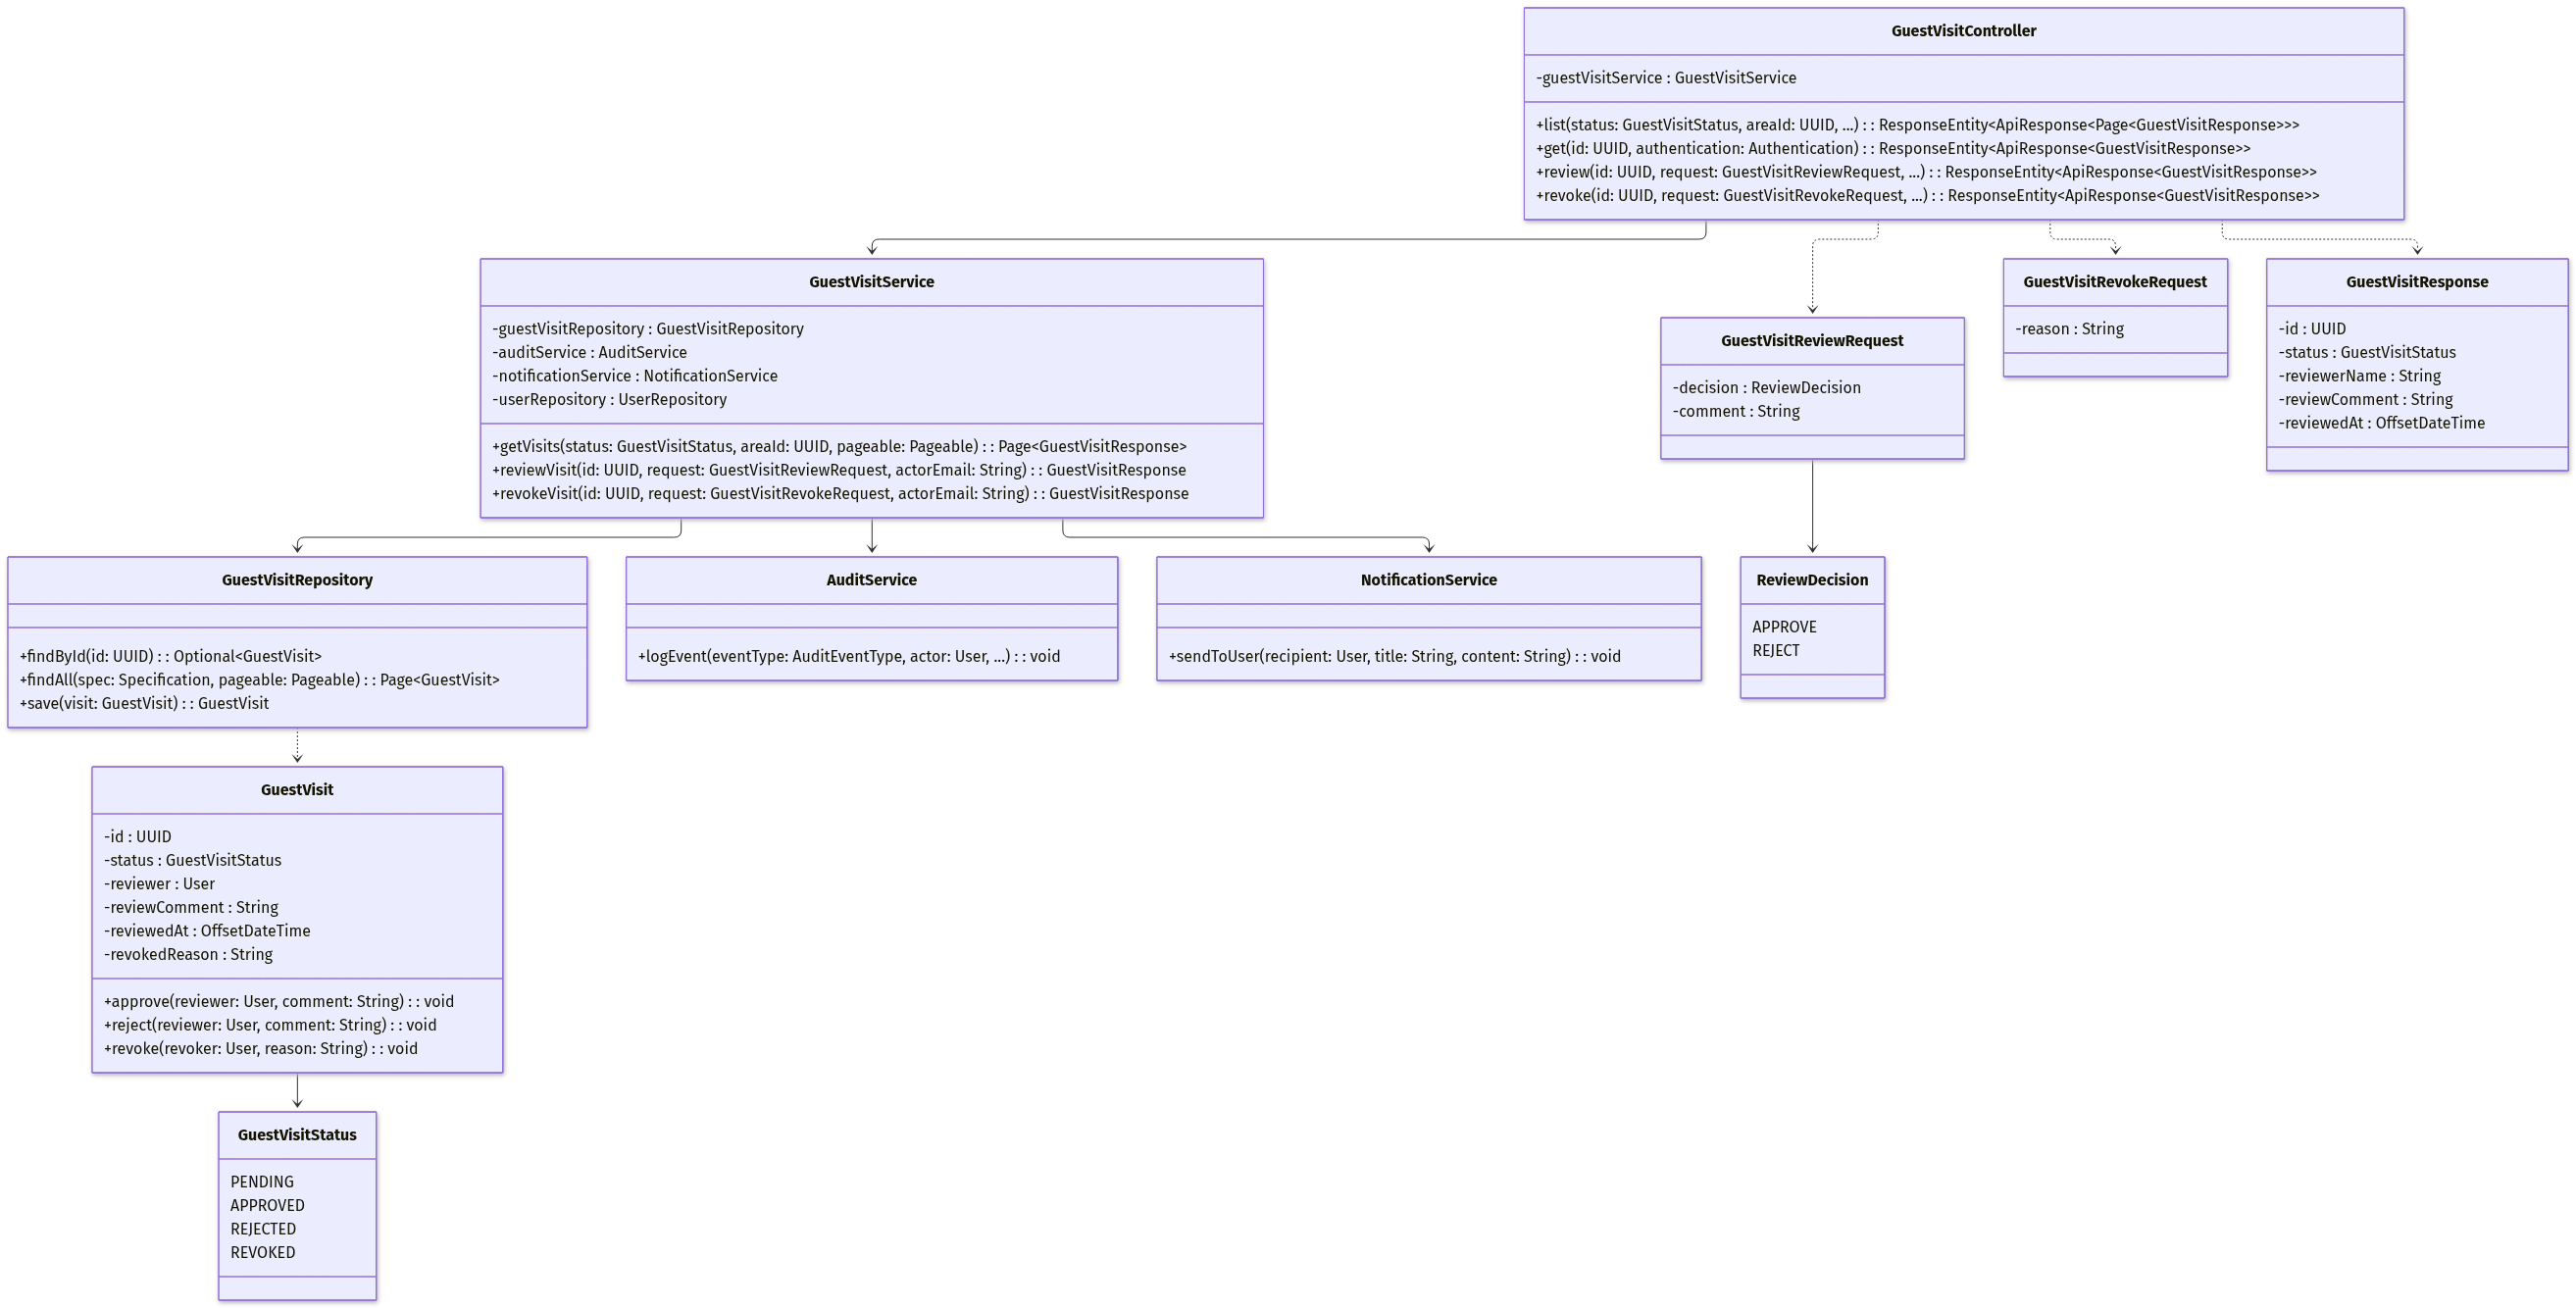 GuestVisitController
-guestVisitService : GuestVisitService
+list(status: GuestVisitStatus, areaId: UUID, ...) : : ResponseEntity<ApiResponse<Page<GuestVisitResponse>>>
+get(id: UUID, authentication: Authentication) : : ResponseEntity<ApiResponse<GuestVisitResponse>>
+review(id: UUID, request: GuestVisitReviewRequest, ...) : : ResponseEntity<ApiResponse<GuestVisitResponse>>
+revoke(id: UUID, request: GuestVisitRevokeRequest, ...) : : ResponseEntity<ApiResponse<GuestVisitResponse>>
GuestVisitService
-guestVisitRepository : GuestVisitRepository
-auditService : AuditService
-notificationService : NotificationService
-userRepository : UserRepository
+getVisits(status: GuestVisitStatus, areaId: UUID, pageable: Pageable) : : Page<GuestVisitResponse>
+reviewVisit(id: UUID, request: GuestVisitReviewRequest, actorEmail: String) : : GuestVisitResponse
+revokeVisit(id: UUID, request: GuestVisitRevokeRequest, actorEmail: String) : : GuestVisitResponse
GuestVisitReviewRequest
-decision : ReviewDecision
-comment : String
GuestVisitRevokeRequest
-reason : String
GuestVisitResponse
-id : UUID
-status : GuestVisitStatus
-reviewerName : String
-reviewComment : String
-reviewedAt : OffsetDateTime
GuestVisitRepository
+findById(id: UUID) : : Optional<GuestVisit>
+findAll(spec: Specification, pageable: Pageable) : : Page<GuestVisit>
+save(visit: GuestVisit) : : GuestVisit
AuditService
+logEvent(eventType: AuditEventType, actor: User, ...) : : void
NotificationService
+sendToUser(recipient: User, title: String, content: String) : : void
ReviewDecision
APPROVE
REJECT
GuestVisit
-id : UUID
-status : GuestVisitStatus
-reviewer : User
-reviewComment : String
-reviewedAt : OffsetDateTime
-revokedReason : String
+approve(reviewer: User, comment: String) : : void
+reject(reviewer: User, comment: String) : : void
+revoke(revoker: User, reason: String) : : void
GuestVisitStatus
PENDING
APPROVED
REJECTED
REVOKED